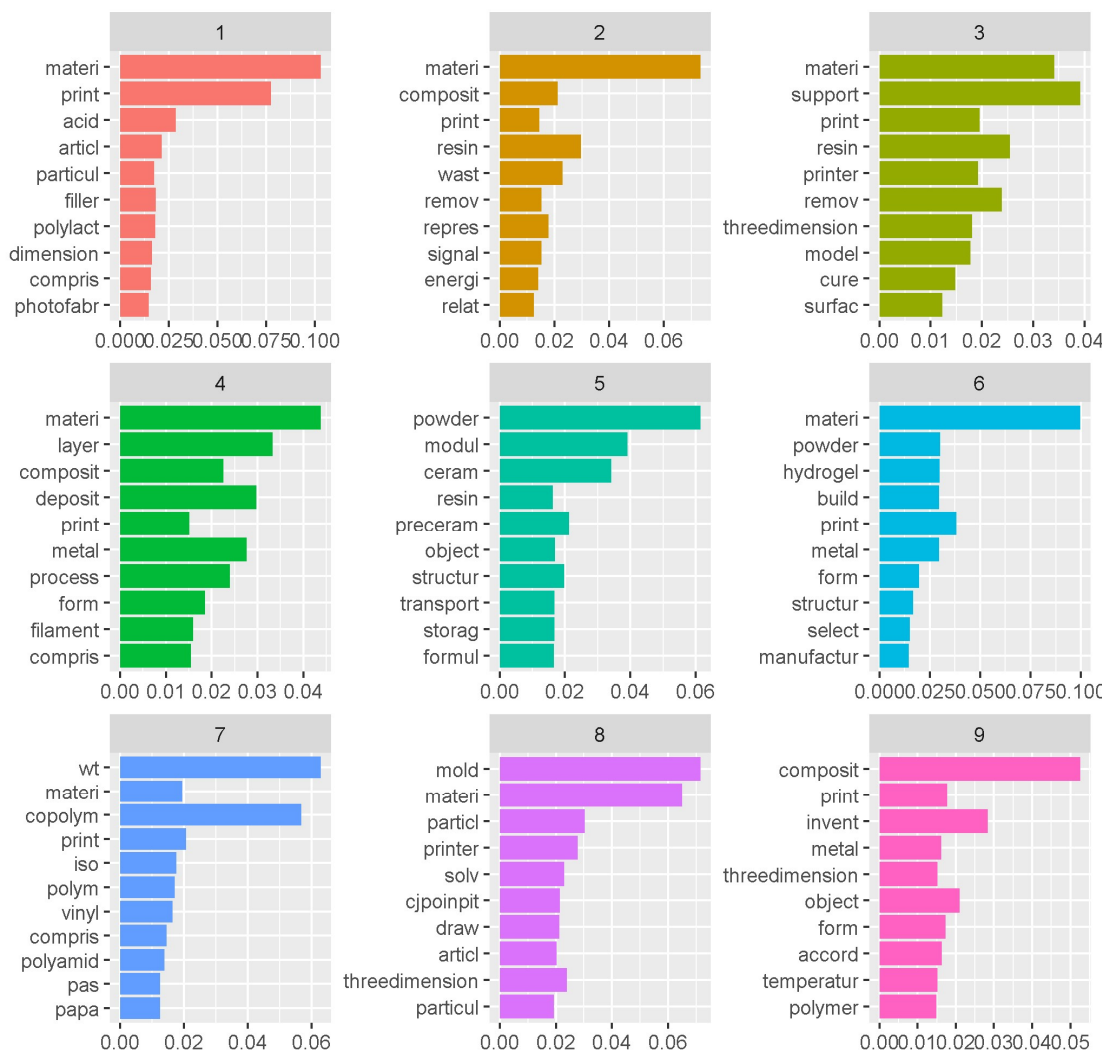 1
materi
print
acid
articl
particul
filler
polylact
dimension
compris
photofabr
0.000 0.025 0.050 0.075 0.100
2
materi
composit
print
resin
wast
remov
repres
signal
energi
relat
0.00 0.02 0.04 0.06
3
materi
support
print
resin
printer
remov
threedimension
model
cure
surfac
0.00 0.01 0.02 0.03 0.04
4
materi
layer
composit
deposit
print
metal
process
form
filament
compris
0.00 0.01 0.02 0.03 0.04
5
powder
modul
ceram
resin
preceram
object
structur
transport
storag
formul
0.00 0.02 0.04 0.06
6
materi
powder
hydrogel
build
print
metal
form
structur
select
manufactur
0.000 0.025 0.050 0.075 0.100
7
wt
materi
copolym
print
iso
polym
vinyl
compris
polyamid
pas
papa
0.00 0.02 0.04 0.06
8
mold
materi
particl
printer
solv
cjpoinpit
draw
articl
threedimension
particul
0.00 0.02 0.04 0.06
9
composit
print
invent
metal
threedimension
object
form
accord
temperatur
polymer
0.00 0.01 0.02 0.03 0.04 0.05